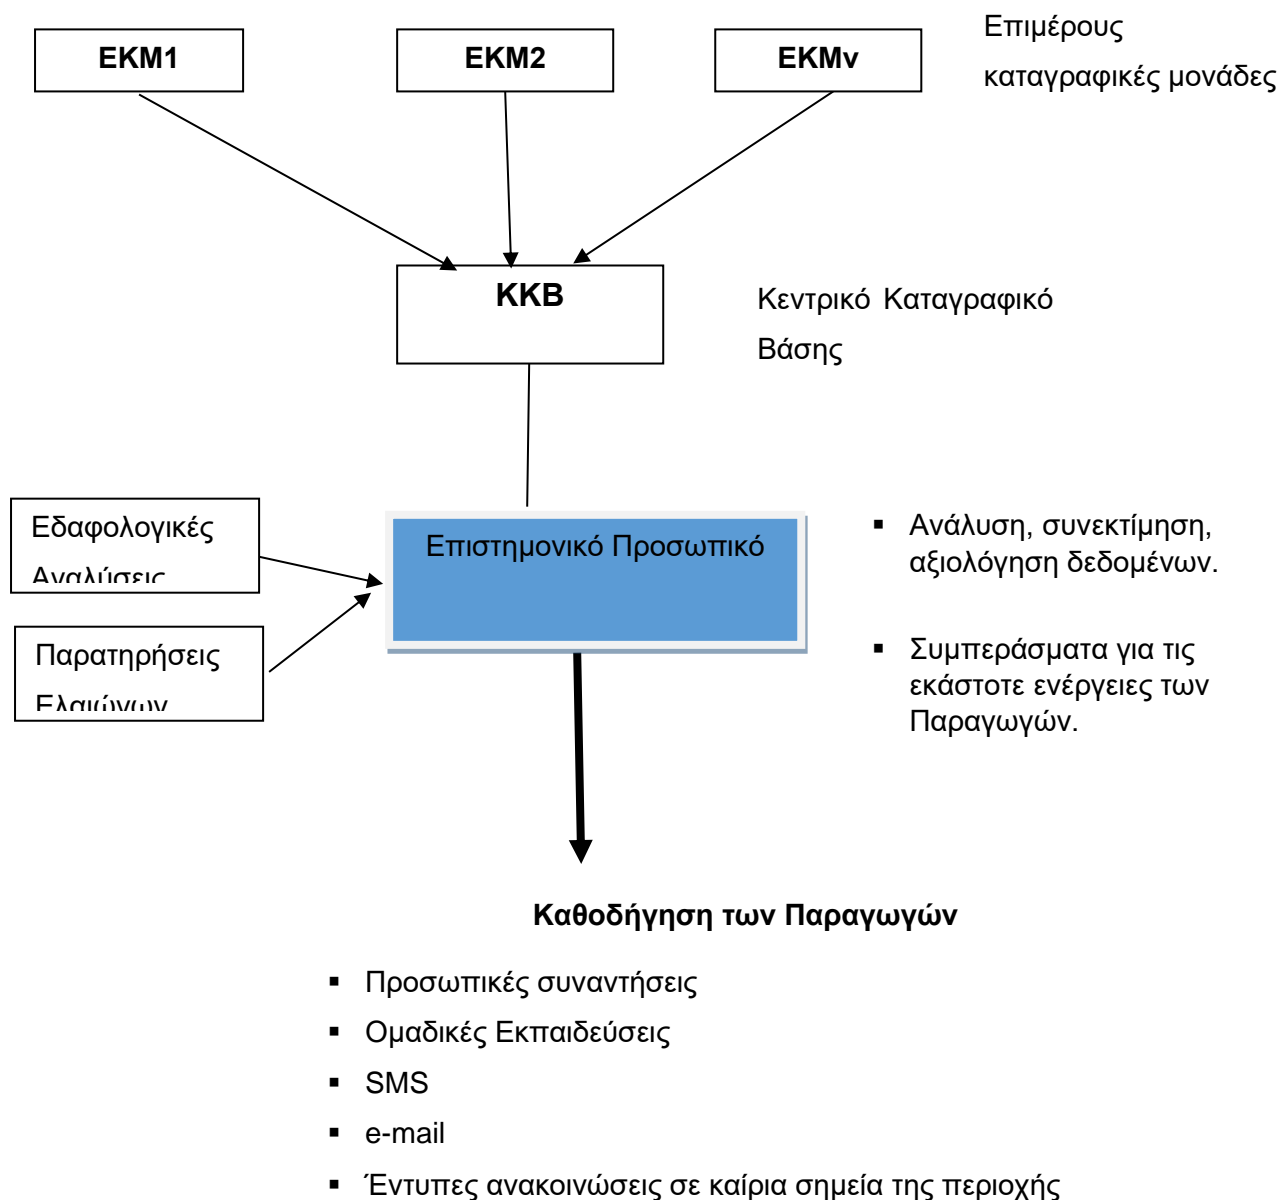 ΕΚΜ1
ΕΚΜ2
ΕΚΜν
Επιμέρους
καταγραφικές μονάδες
ΚΚΒ
Κεντρικό Καταγραφικό
Βάσης
Εδαφολογικές
Αναλύσεις
Παρατηρήσεις
Ελαιώνων
Επιστημονικό Προσωπικό
▪ Ανάλυση, συνεκτίμηση,
αξιολόγηση δεδομένων.
▪ Συμπεράσματα για τις
εκάστοτε ενέργειες των
Παραγωγών.
Καθοδήγηση των Παραγωγών
▪ Προσωπικές συναντήσεις
▪ Ομαδικές Εκπαιδεύσεις
▪ SMS
▪ e-mail
▪ Έντυπες ανακοινώσεις σε καίρια σημεία της περιοχής